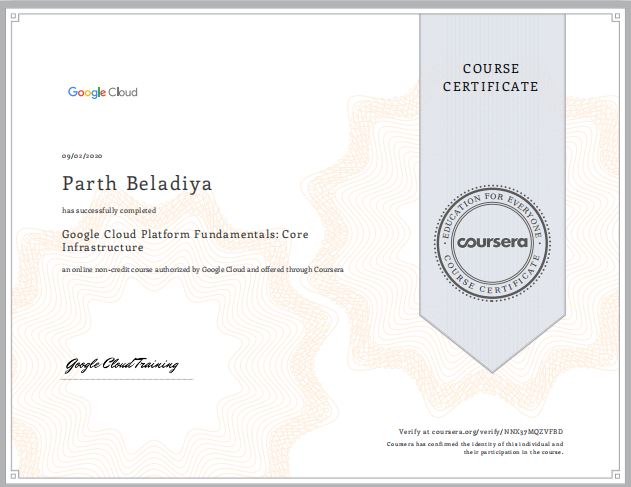 Google Cloud
COURSE
CERTIFICATE
09/02/2020
Parth Beladiya
has successfully completed
Google Cloud Platform Fundamentals: Core
Infrastructure
an online non-credit course authorized by Google Cloud and offered through Coursera
EDUCATION FOR EVERYONE
coursera
COURSE CERTIFICATE
Google Cloud Training
Verify at coursera.org/verify/NNX37MQZVFBD
Coursera has confirmed the identity of this individual and
their participation in the course.